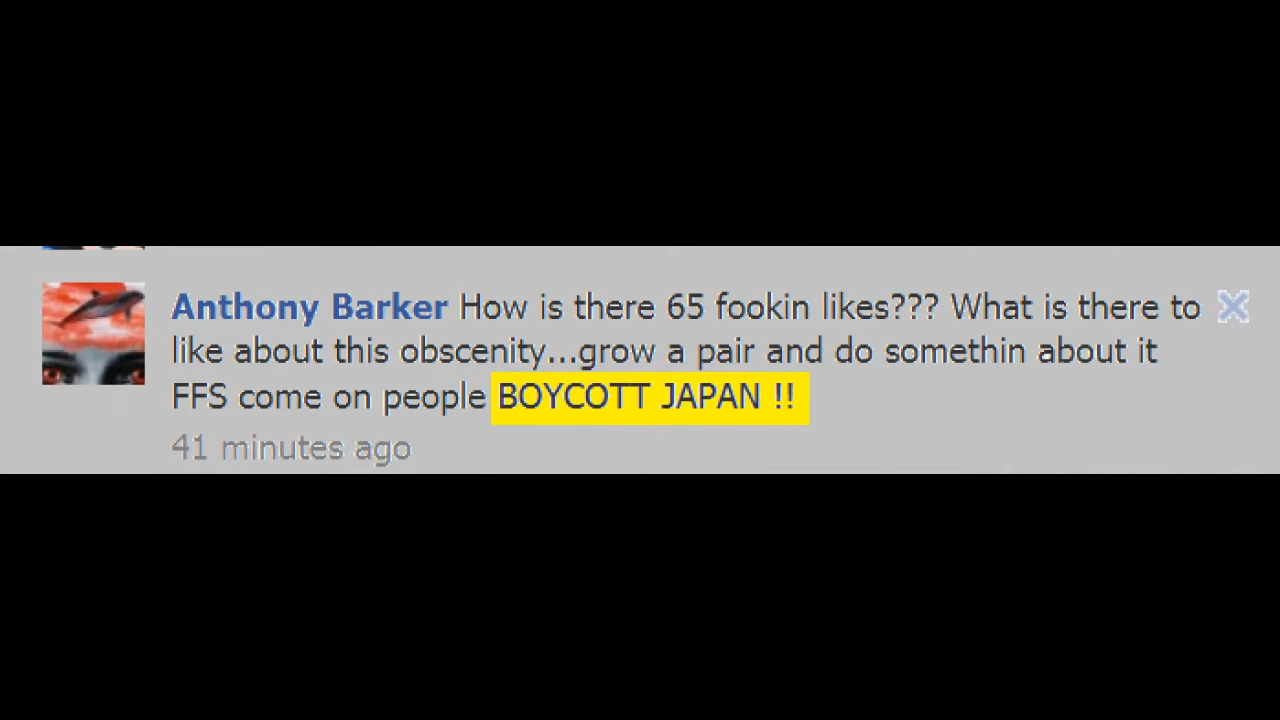 Anthony Barker How is there 65 fookin likes??? What is there to
like about this obscenity...grow a pair and do somethin about it
FFS come on people BOYCOTT JAPAN !!
41 minutes ago